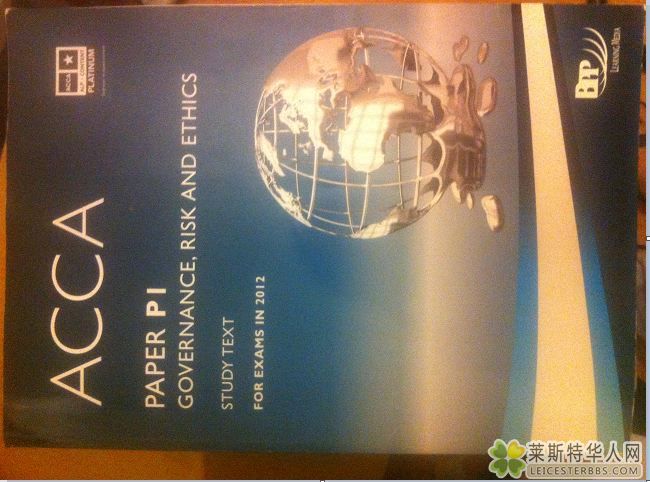 ACCA
PAPER P1
GOVERNANCE, RISK AND ETHICS
STUDY TEXT
FOR EXAMS IN 2012
ACCA
PLATINUM
BPP
LEARNING MEDIA
莱斯特华人网
LEICESTERBBS.COM